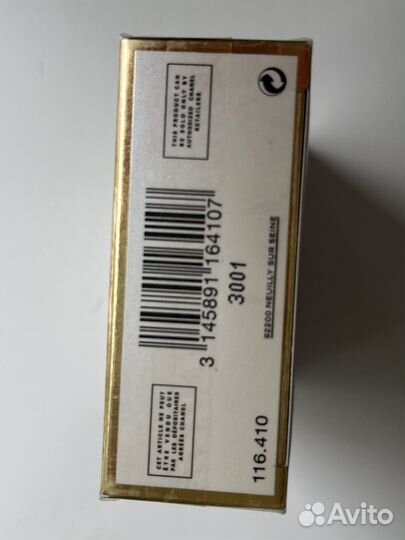 THIS PRODUCT CAN
BE SOLD ONLY BY
AUTHORIZED CHANEL
RETAILERS
3 145891 164107
3001
92200 NEUILLY SUR SEINE
CET ARTICLE NE PEUT
ÊTRE VENDU QUE
PAR LES DÉPOSITAIRES
AGRÉÉS CHANEL
116.410
Avito